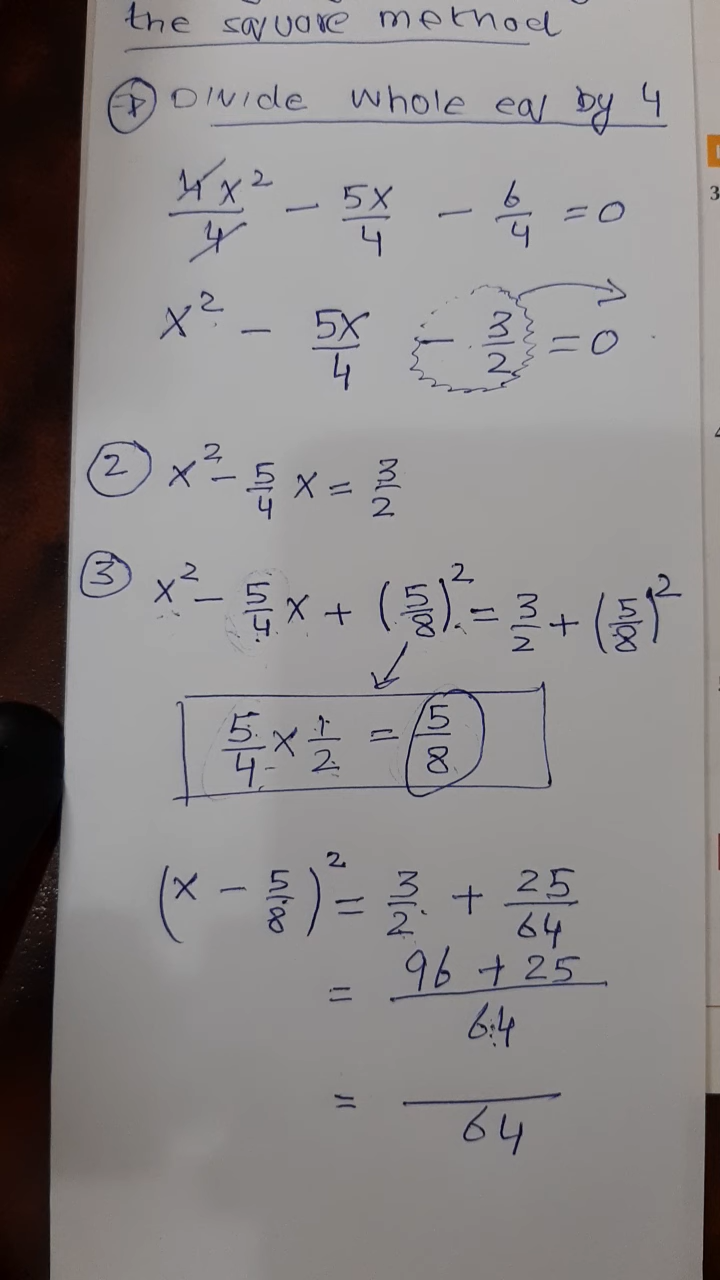 the square method
① Divide whole eq by 4
4x²/4 - 5x/4 - 6/4 = 0
x² - 5x/4 - 3/2 = 0
② x² - 5/4 x = 3/2
③ x² - 5/4 x + (5/8)² = 3/2 + (5/8)²
5/4 × 1/2 = 5/8
(x - 5/8)² = 3/2 + 25/64
= 96 + 25/64
= /64
3